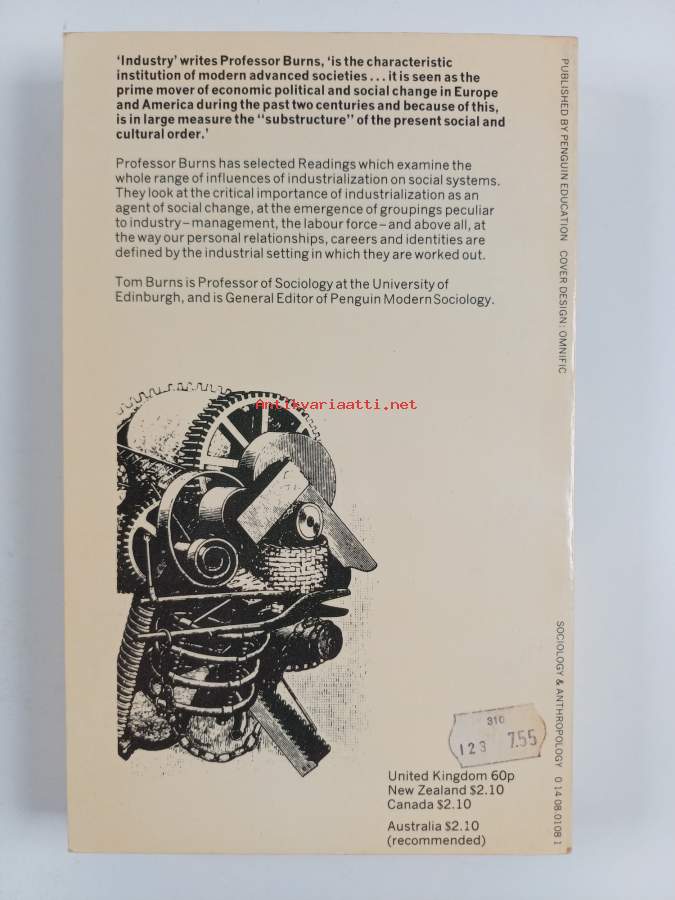 ‘Industry’ writes Professor Burns, ‘is the characteristic
institution of modern advanced societies . . . it is seen as the
prime mover of economic political and social change in Europe
and America during the past two centuries and because of this,
is in large measure the “substructure” of the present social and
cultural order.’
Professor Burns has selected Readings which examine the
whole range of influences of industrialization on social systems.
They look at the critical importance of industrialization as an
agent of social change, at the emergence of groupings peculiar
to industry – management, the labour force – and above all, at
the way our personal relationships, careers and identities are
defined by the industrial setting in which they are worked out.
Tom Burns is Professor of Sociology at the University of
Edinburgh, and is General Editor of Penguin Modern Sociology.
Antikvariaatti.net
310
123 7.55
United Kingdom 60p
New Zealand $2.10
Canada $2.10
Australia $2.10
(recommended)
PUBLISHED BY PENGUIN EDUCATION COVER DESIGN: OMNIFIC
SOCIOLOGY & ANTHROPOLOGY 0 14 08.0108 1